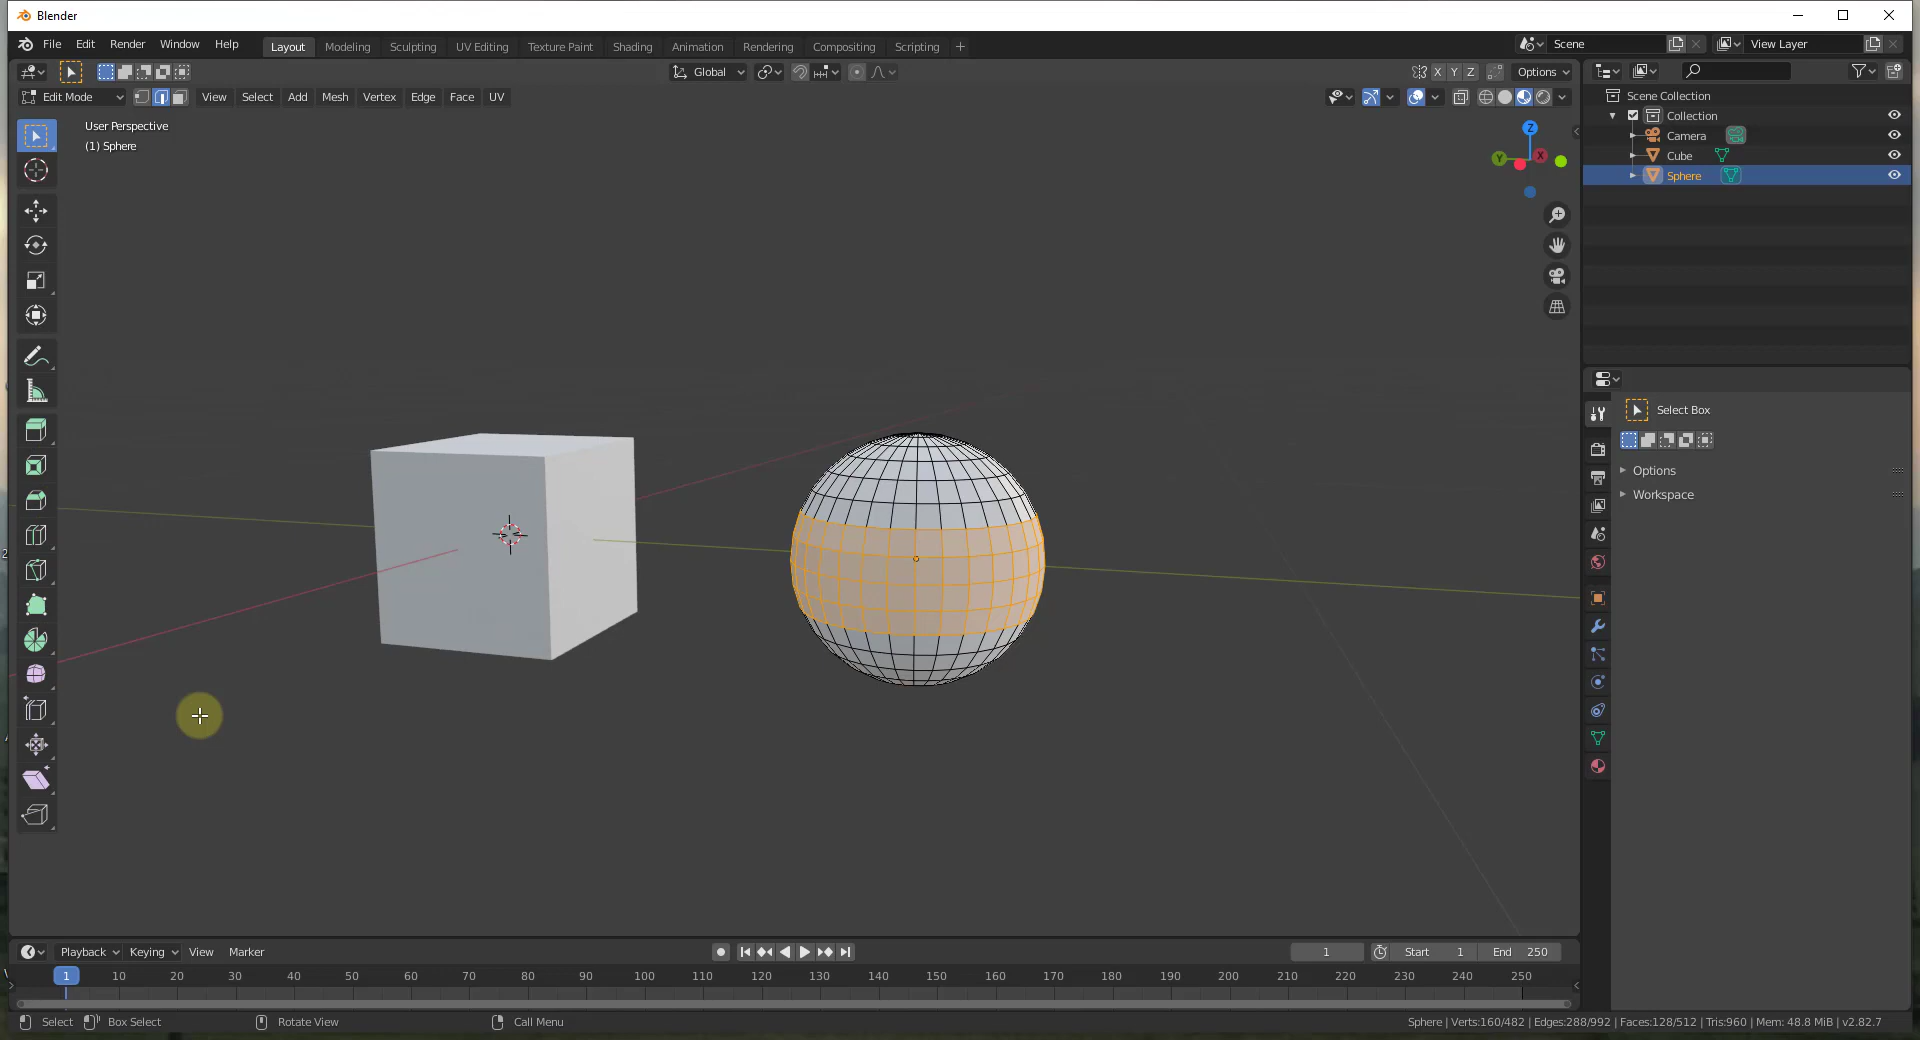 Blender
File Edit Render Window Help Layout Modeling Sculpting UV Editing Texture Paint Shading Animation Rendering Compositing Scripting + Scene View Layer
Global X Y Z Options
Edit Mode View Select Add Mesh Vertex Edge Face UV
User Perspective
(1) Sphere
Z
Y X
Scene Collection
Collection
Camera
Cube
Sphere
Select Box
Options
Workspace
Playback Keying View Marker 1 Start 1 End 250
1 10 20 30 40 50 60 70 80 90 100 110 120 130 140 150 160 170 180 190 200 210 220 230 240 250
Select Box Select Rotate View Call Menu Sphere | Verts:160/482 | Edges:288/992 | Faces:128/512 | Tris:960 | Mem: 48.8 MiB | v2.82.7